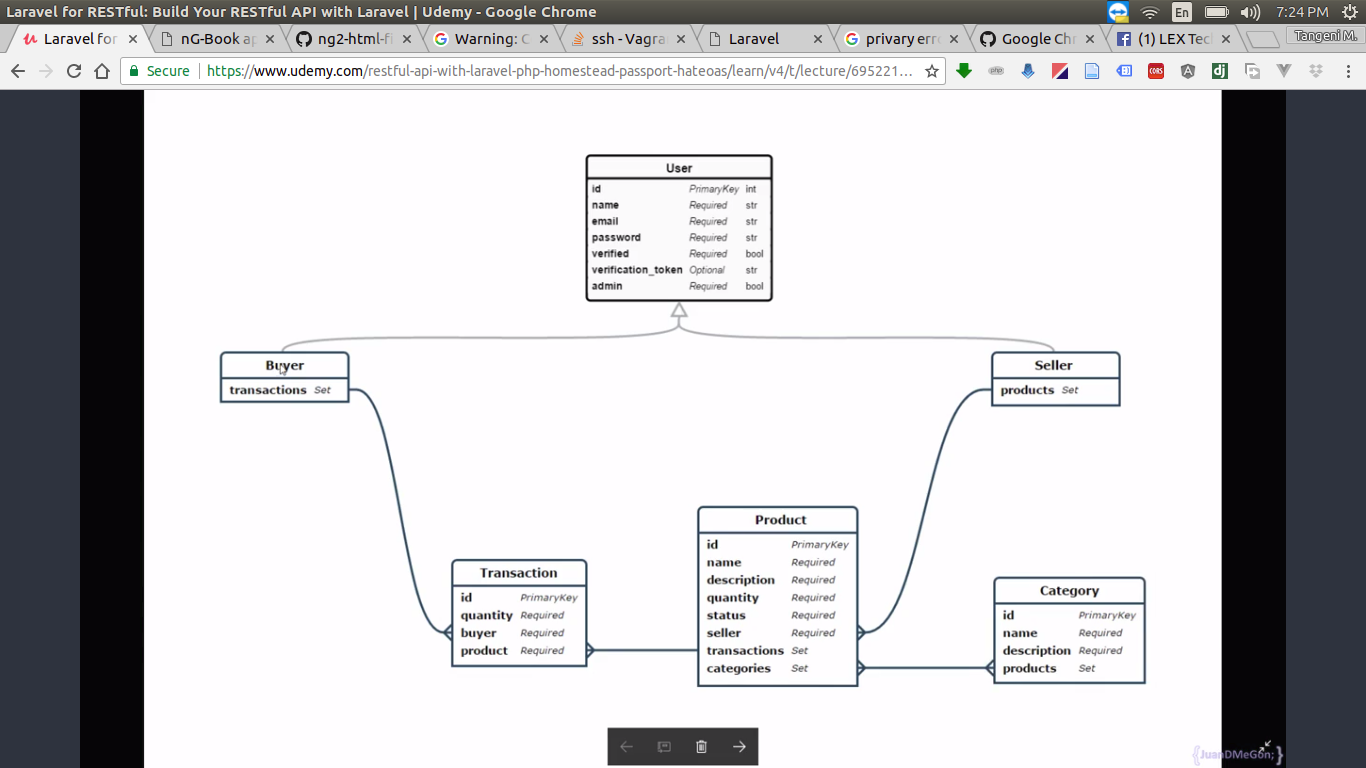 Laravel for RESTful: Build Your RESTful API with Laravel | Udemy - Google Chrome
En
7:24 PM
Laravel for
nG-Book
ng2-html-fi
Warning: C
ssh - Vagra
Laravel
privary err
Google Chr
(1) LEX Tec
Tangeni M.
Secure
https://www.udemy.com/restful-api-with-laravel-php-homestead-passport-hateoas/learn/v4/t/lecture/695221...
php
CORS
dj
User
id PrimaryKey int
name Required str
email Required str
password Required str
verified Required bool
verification_token Optional str
admin Required bool
Buyer
transactions Set
Seller
products Set
Transaction
id PrimaryKey
quantity Required
buyer Required
product Required
Product
id PrimaryKey
name Required
description Required
quantity Required
status Required
seller Required
transactions Set
categories Set
Category
id PrimaryKey
name Required
description Required
products Set
{JuanDMeGon;}